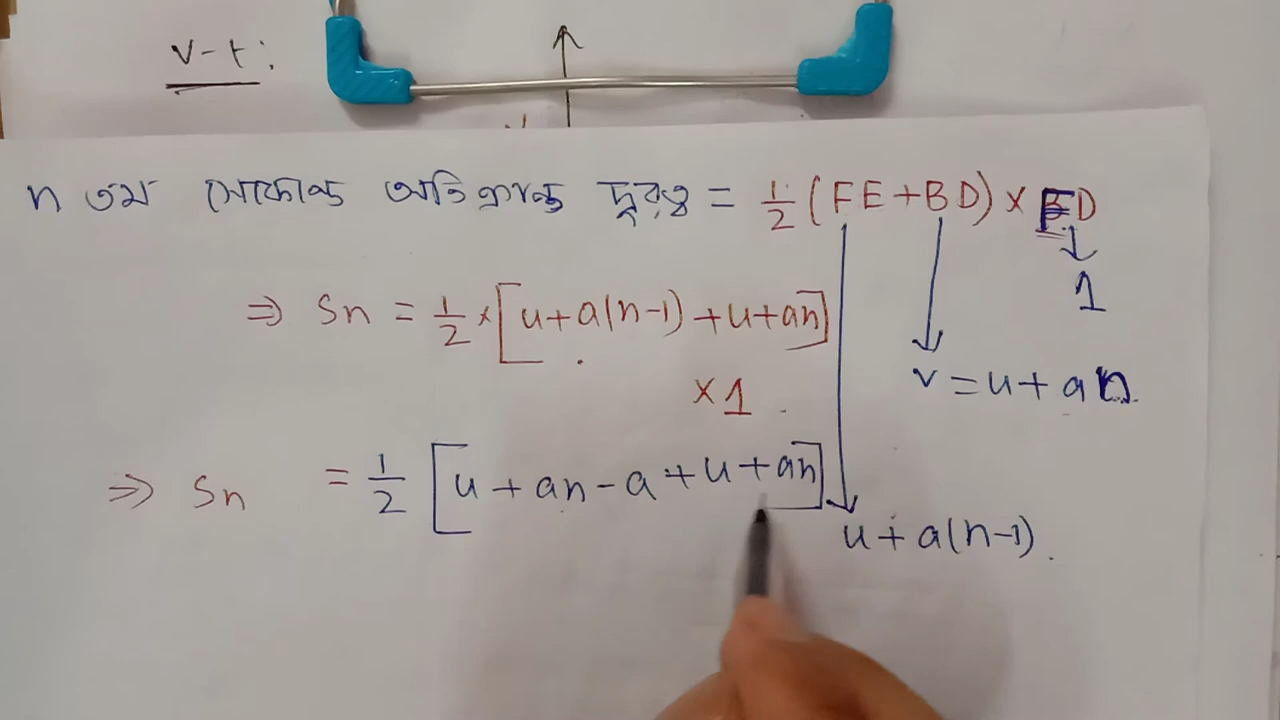 v-t:
n তম সেকেন্ডে অতিক্রান্ত দূরত্ব = 1/2 (FE+BD) × ED
1
⇒ Sn = 1/2 × [u+a(n-1)+u+an]
×1
v = u+an
⇒ Sn = 1/2 [u+an-a+u+an]
u+a(n-1)